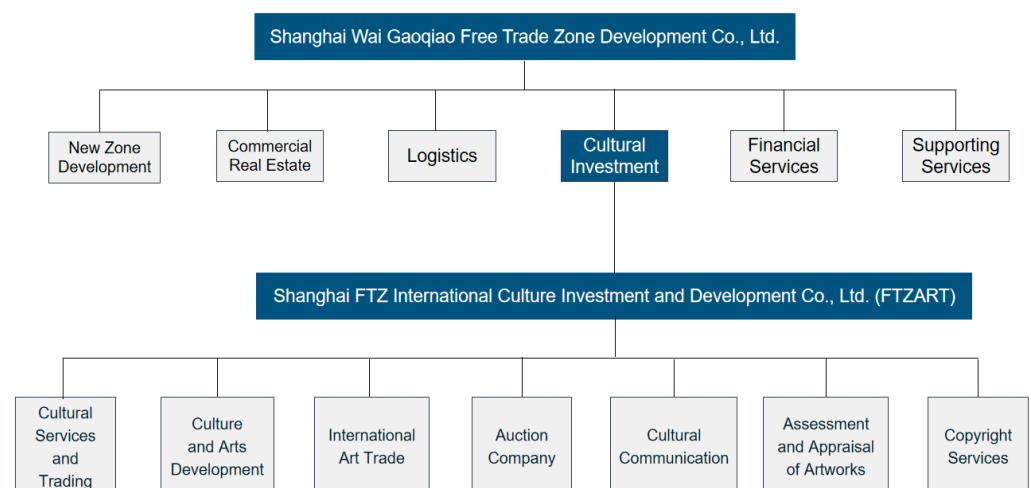 Shanghai Wai Gaoqiao Free Trade Zone Development Co., Ltd.
New Zone
Development
Commercial
Real Estate
Logistics
Cultural
Investment
Financial
Services
Supporting
Services
Shanghai FTZ International Culture Investment and Development Co., Ltd. (FTZART)
Cultural
Services
and
Trading
Culture
and Arts
Development
International
Art Trade
Auction
Company
Cultural
Communication
Assessment
and Appraisal
of Artworks
Copyright
Services